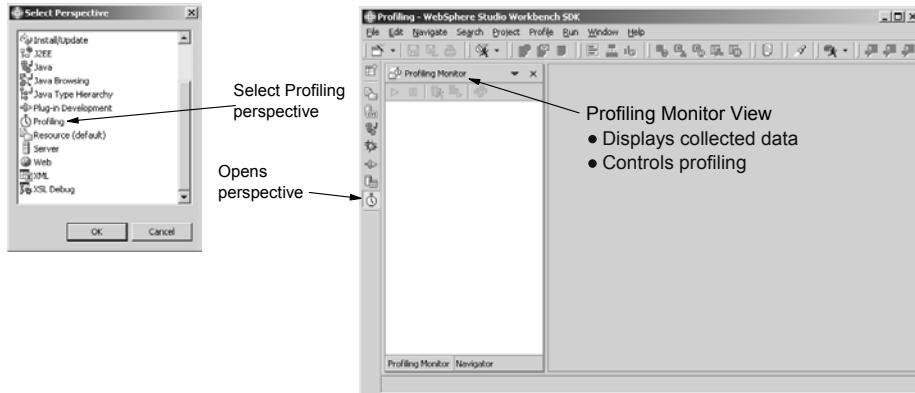 Select Perspective
Install/Update
J2EE
Java
Java Browsing
Java Type Hierarchy
Plug-in Development
Profiling
Resource (default)
Server
Web
XML
XSL Debug
OK Cancel
Select Profiling
perspective
Opens
perspective
Profiling - WebSphere Studio Workbench SDK
File Edit Navigate Search Project Profile Run Window Help
Profiling Monitor
Profiling Monitor Navigator
Profiling Monitor View
● Displays collected data
● Controls profiling